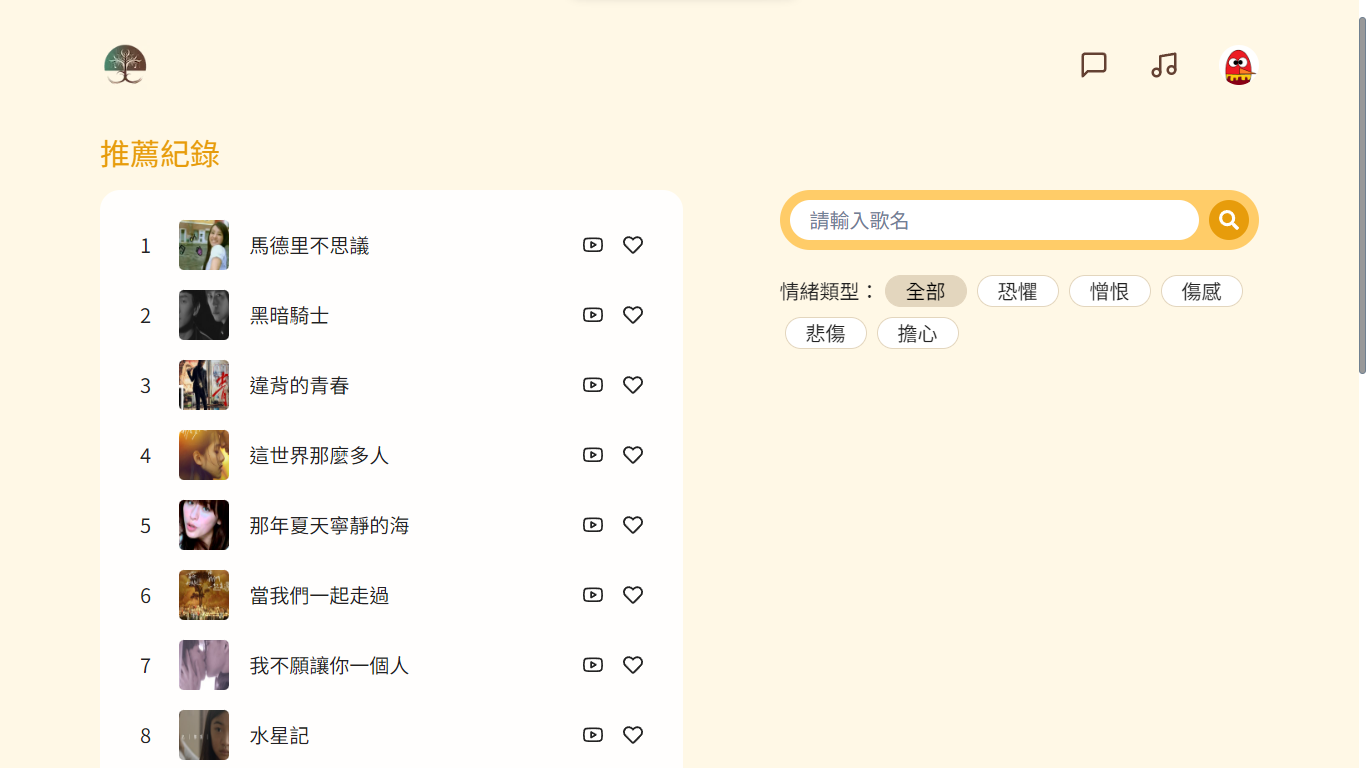 推薦紀錄
1 馬德里不思議
2 黑暗騎士
3 違背的青春
4 這世界那麼多人
5 那年夏天寧靜的海
6 當我們一起走過
7 我不願讓你一個人
8 水星記
請輸入歌名
情緒類型： 全部 恐懼 憎恨 傷感
悲傷 擔心